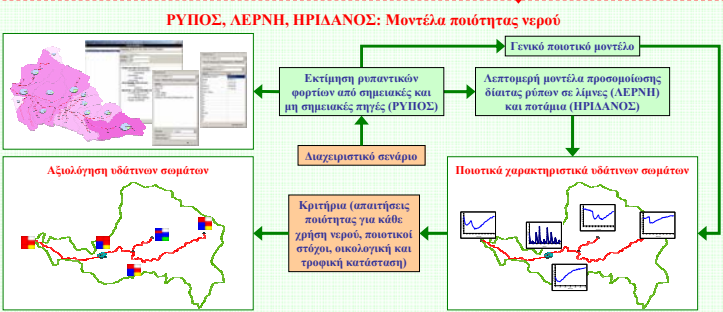 ΡΥΠΟΣ, ΛΕΡΝΗ, ΗΡΙΔΑΝΟΣ: Μοντέλα ποιότητας νερού
Γενικό ποιοτικό μοντέλο
Εκτίμηση ρυπαντικών
φορτίων από σημειακές και
μη σημειακές πηγές (ΡΥΠΟΣ)
Λεπτομερή μοντέλα προσομοίωσης
δίαιτας ρύπων σε λίμνες (ΛΕΡΝΗ)
και ποτάμια (ΗΡΙΔΑΝΟΣ)
Διαχειριστικό σενάριο
Αξιολόγηση υδάτινων σωμάτων
Κριτήρια (απαιτήσεις
ποιότητας για κάθε
χρήση νερού, ποιοτικοί
στόχοι, οικολογική και
τροφική κατάσταση)
Ποιοτικά χαρακτηριστικά υδάτινων σωμάτων